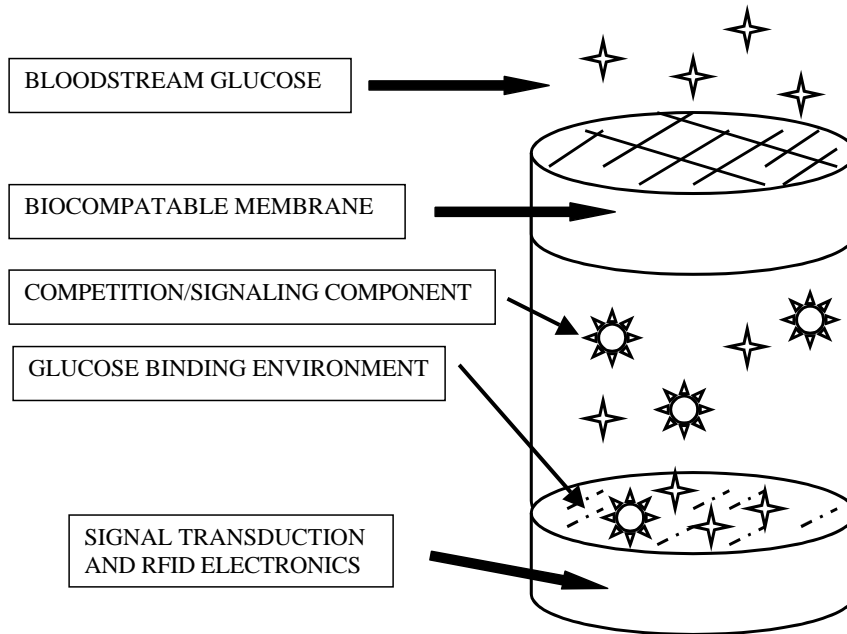 BLOODSTREAM GLUCOSE
BIOCOMPATABLE MEMBRANE
COMPETITION/SIGNALING COMPONENT
GLUCOSE BINDING ENVIRONMENT
SIGNAL TRANSDUCTION
AND RFID ELECTRONICS